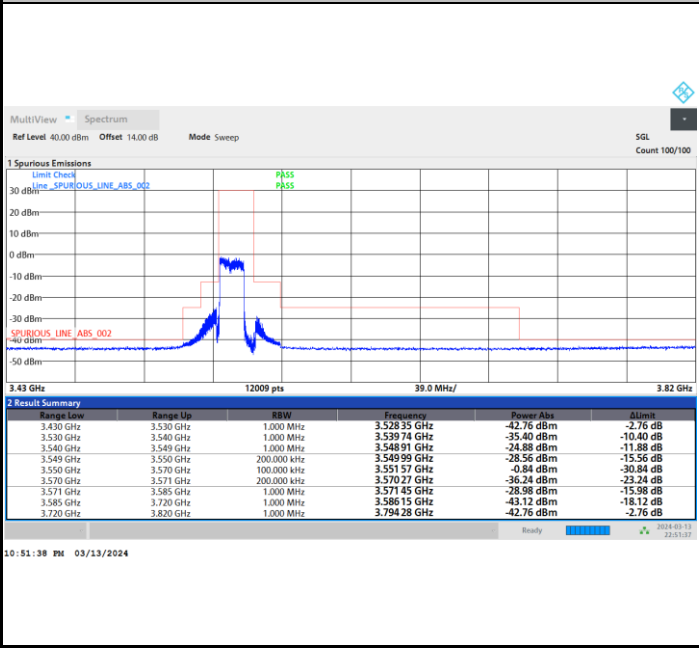 MultiView Spectrum
Ref Level 40.00 dBm Offset 14.00 dB Mode Sweep SGL
Count 100/100
1 Spurious Emissions
Limit Check PASS
Line _SPURIOUS_LINE_ABS_002 PASS
30 dBm
20 dBm
10 dBm
0 dBm
-10 dBm
-20 dBm
-30 dBm
SPURIOUS_LINE_ABS_002
-40 dBm
-50 dBm
3.43 GHz 12009 pts 39.0 MHz/ 3.82 GHz
2 Result Summary
Range Low Range Up RBW Frequency Power Abs ΔLimit
3.430 GHz 3.530 GHz 1.000 MHz 3.528 35 GHz -42.76 dBm -2.76 dB
3.530 GHz 3.540 GHz 1.000 MHz 3.539 74 GHz -35.40 dBm -10.40 dB
3.540 GHz 3.549 GHz 1.000 MHz 3.548 91 GHz -24.88 dBm -11.88 dB
3.549 GHz 3.550 GHz 200.000 kHz 3.549 99 GHz -28.56 dBm -15.56 dB
3.550 GHz 3.570 GHz 100.000 kHz 3.551 57 GHz -0.84 dBm -30.84 dB
3.570 GHz 3.571 GHz 200.000 kHz 3.570 27 GHz -36.24 dBm -23.24 dB
3.571 GHz 3.585 GHz 1.000 MHz 3.571 45 GHz -28.98 dBm -15.98 dB
3.585 GHz 3.720 GHz 1.000 MHz 3.586 15 GHz -43.12 dBm -18.12 dB
3.720 GHz 3.820 GHz 1.000 MHz 3.794 28 GHz -42.76 dBm -2.76 dB
Ready 2024-03-13
22:51:37
10:51:38 PM 03/13/2024